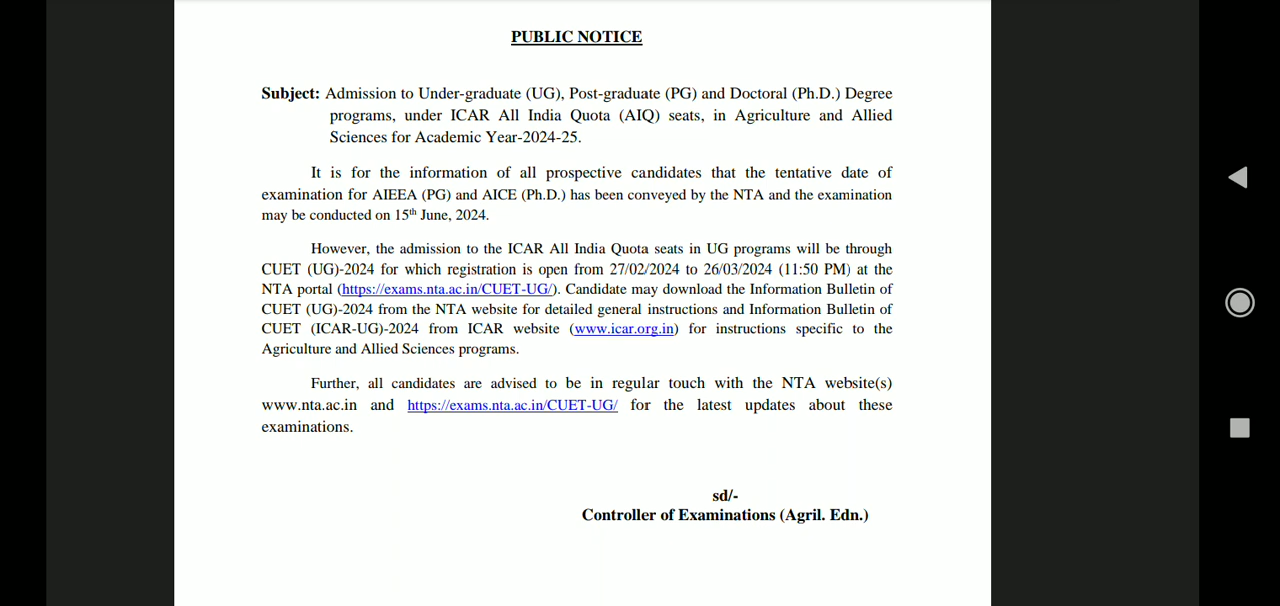 PUBLIC NOTICE
Subject: Admission to Under-graduate (UG), Post-graduate (PG) and Doctoral (Ph.D.) Degree
programs, under ICAR All India Quota (AIQ) seats, in Agriculture and Allied
Sciences for Academic Year-2024-25.
It is for the information of all prospective candidates that the tentative date of
examination for AIEEA (PG) and AICE (Ph.D.) has been conveyed by the NTA and the examination
may be conducted on 15th June, 2024.
However, the admission to the ICAR All India Quota seats in UG programs will be through
CUET (UG)-2024 for which registration is open from 27/02/2024 to 26/03/2024 (11:50 PM) at the
NTA portal (https://exams.nta.ac.in/CUET-UG/). Candidate may download the Information Bulletin of
CUET (UG)-2024 from the NTA website for detailed general instructions and Information Bulletin of
CUET (ICAR-UG)-2024 from ICAR website (www.icar.org.in) for instructions specific to the
Agriculture and Allied Sciences programs.
Further, all candidates are advised to be in regular touch with the NTA website(s)
www.nta.ac.in and https://exams.nta.ac.in/CUET-UG/ for the latest updates about these
examinations.
sd/-
Controller of Examinations (Agril. Edn.)